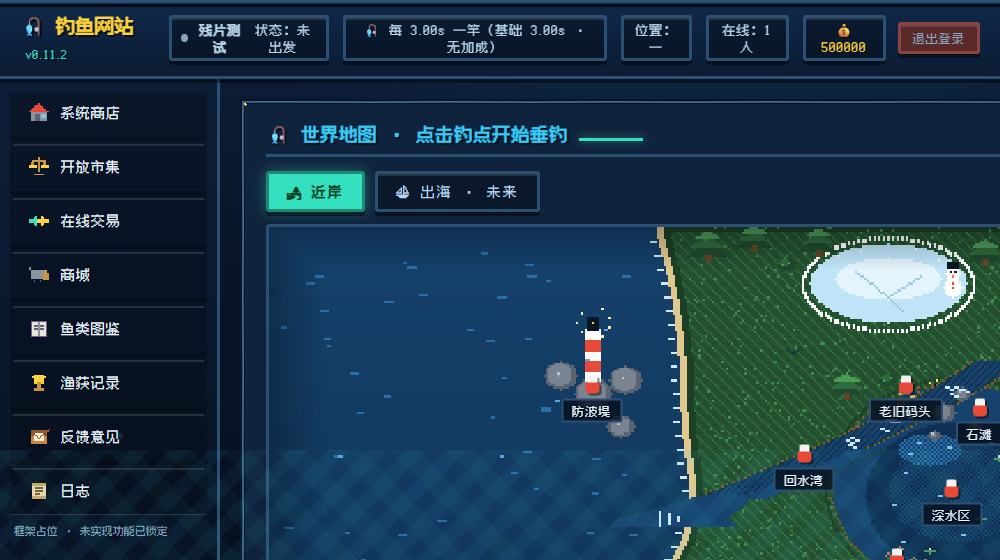 钓鱼网站
v0.11.2
残片测试
状态: 未出发
每 3.00s 一竿（基础 3.00s · 无加成）
位置: 一
在线: 1人
500000
退出登录
系统商店
开放市集
在线交易
商城
鱼类图鉴
渔获记录
反馈意见
日志
框架占位 · 未实现功能已锁定
世界地图 · 点击钓点开始垂钓
近岸
出海 · 未来
防波堤
老旧码头
石滩
回水湾
深水区